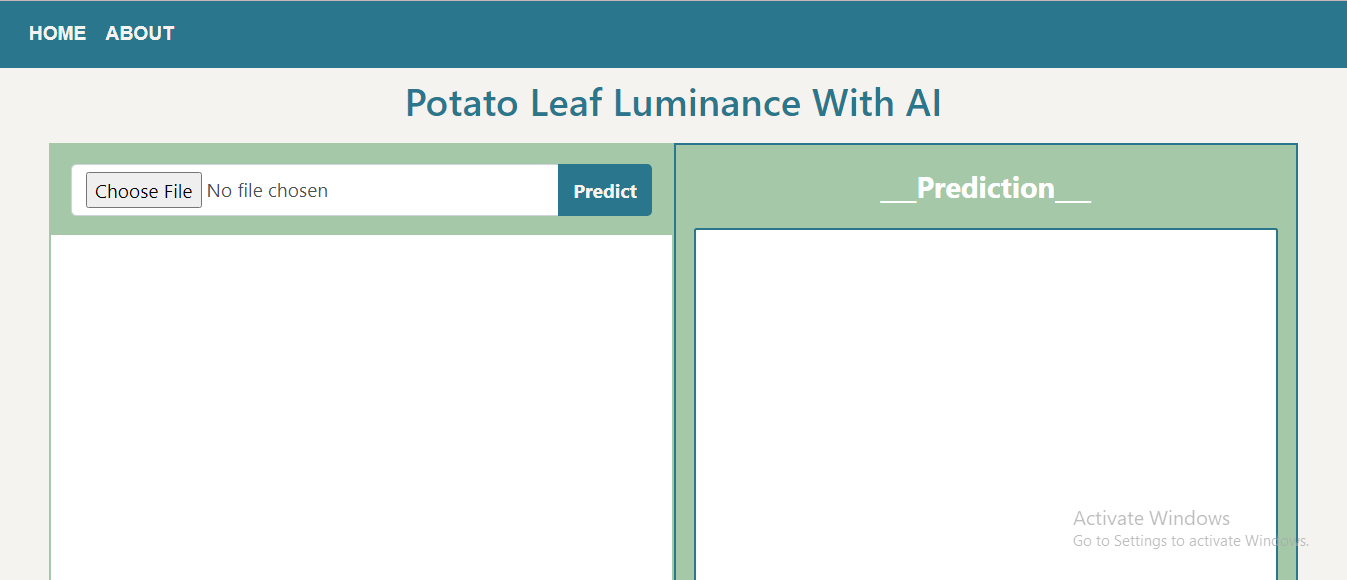 HOME ABOUT
Potato Leaf Luminance With AI
Choose File No file chosen Predict
___Prediction___
Activate Windows
Go to Settings to activate Windows.